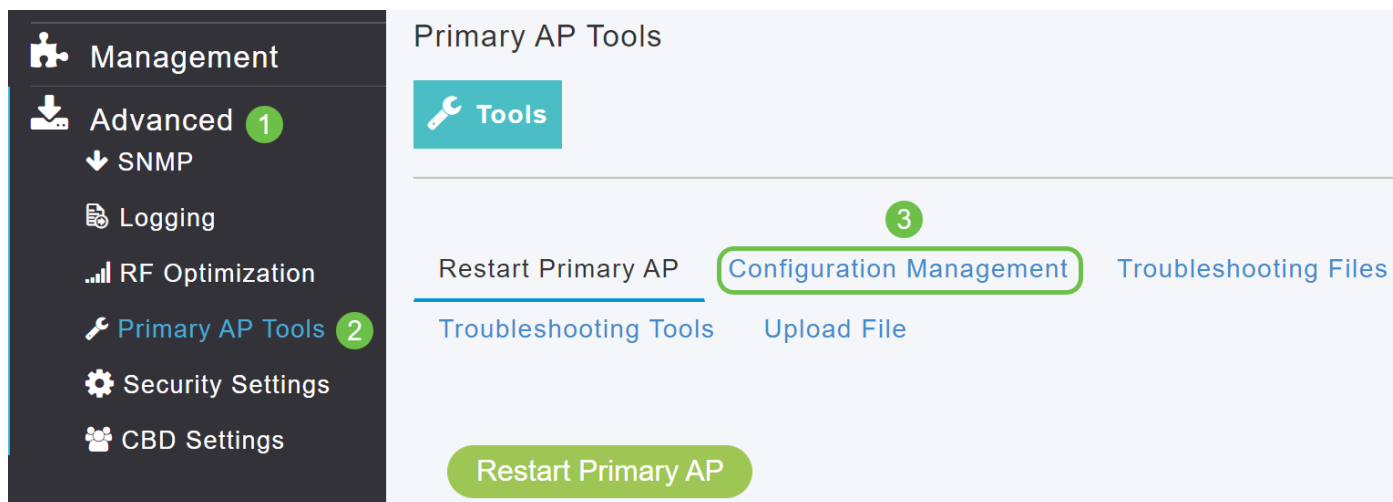 Management
Advanced 1
SNMP
Logging
RF Optimization
Primary AP Tools 2
Security Settings
CBD Settings
Primary AP Tools
Tools
3
Restart Primary AP Configuration Management Troubleshooting Files
Troubleshooting Tools Upload File
Restart Primary AP